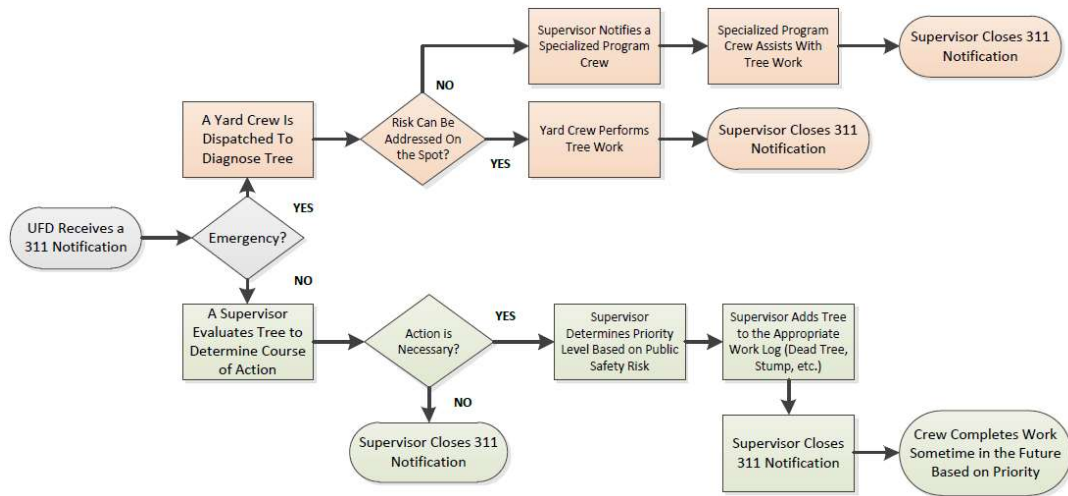 Supervisor Notifies a
Specialized Program
Crew
Specialized Program
Crew Assists With
Tree Work
Supervisor Closes 311
Notification
NO
A Yard Crew Is
Dispatched To
Diagnose Tree
Risk Can Be
Addressed On
the Spot?
YES
Yard Crew Performs
Tree Work
Supervisor Closes 311
Notification
YES
UFD Receives a
311 Notification
Emergency?
NO
A Supervisor
Evaluates Tree to
Determine Course
of Action
Action is
Necessary?
YES
Supervisor
Determines Priority
Level Based on Public
Safety Risk
Supervisor Adds Tree
to the Appropriate
Work Log (Dead Tree,
Stump, etc.)
NO
Supervisor Closes 311
Notification
Supervisor Closes
311 Notification
Crew Completes Work
Sometime in the Future
Based on Priority